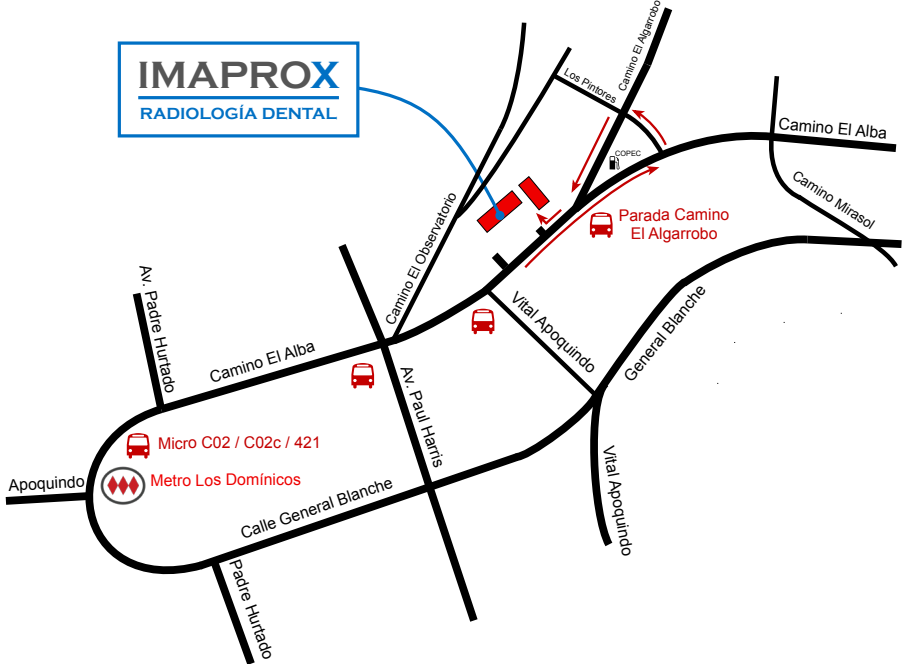 IMAPROX
RADIOLOGÍA DENTAL
Camino El Algarrobo
Los Pintores
COPEC
Camino El Alba
Camino Mirasol
Parada Camino
El Algarrobo
Camino El Observatorio
Av. Padre Hurtado
Camino El Alba
Vital Apoquindo
General Blanche
Av. Paul Harris
Micro C02 / C02c / 421
Metro Los Domínicos
Apoquindo
Calle General Blanche
Vital Apoquindo
Padre Hurtado